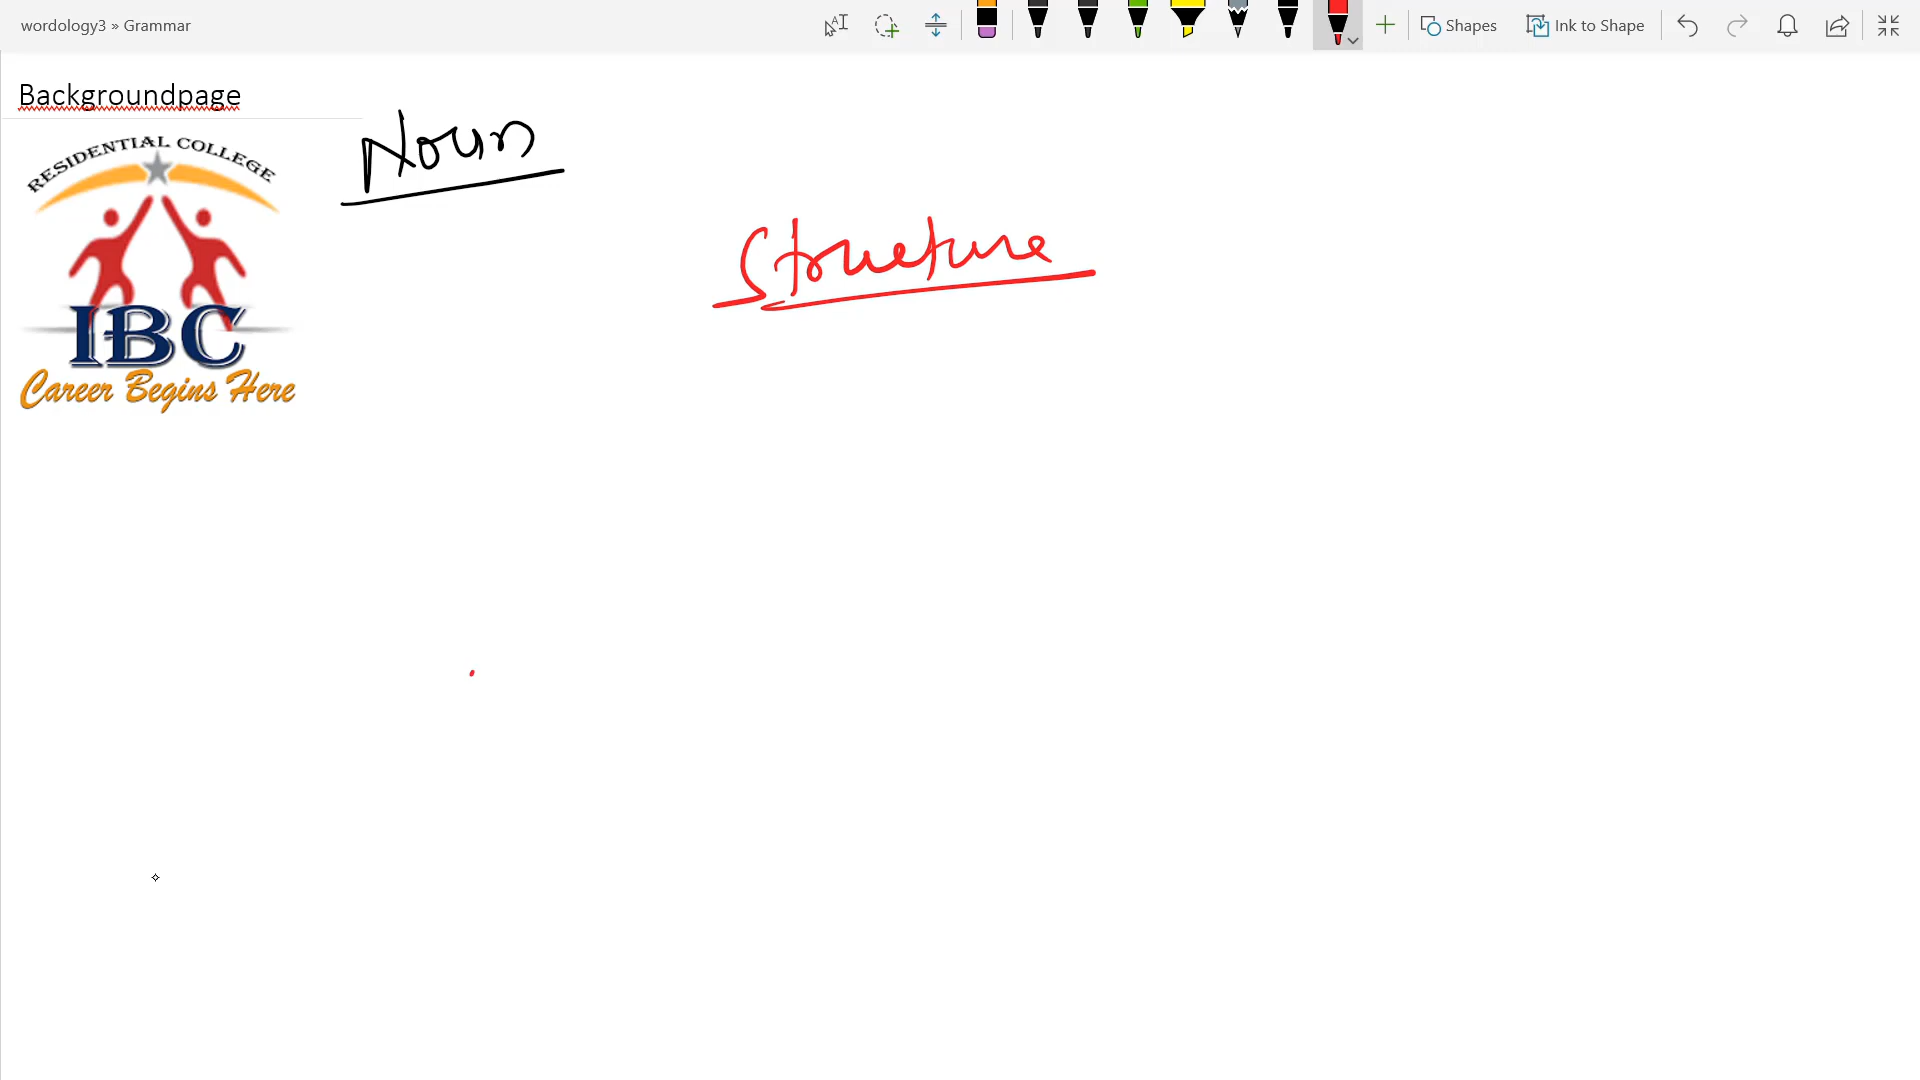 wordology3 » Grammar
Shapes
Ink to Shape
Backgroundpage
RESIDENTIAL COLLEGE
IBC
Career Begins Here
Noun
Structure